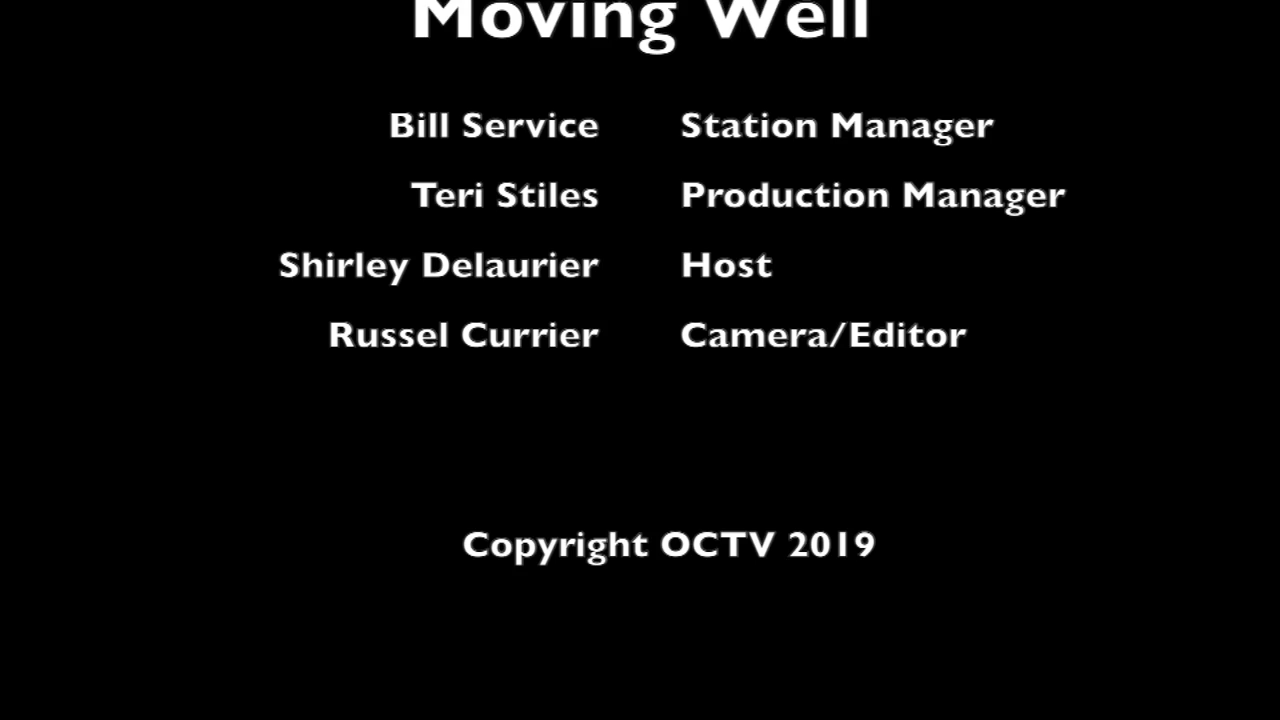 Moving Well
Bill Service Station Manager
Teri Stiles Production Manager
Shirley Delaurier Host
Russel Currier Camera/Editor
Copyright OCTV 2019